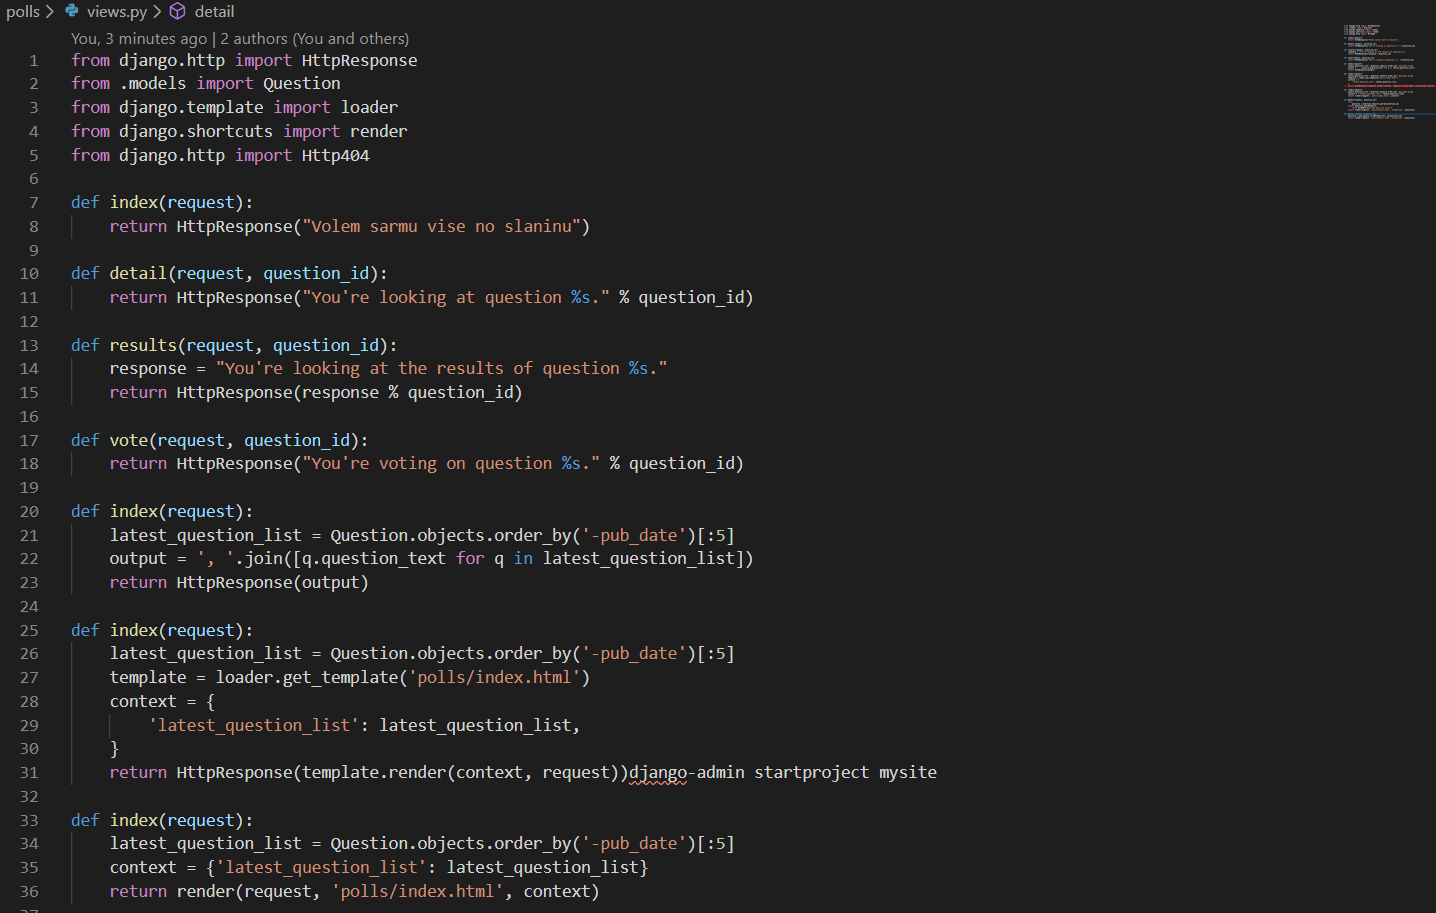 polls > views.py > detail
You, 3 minutes ago | 2 authors (You and others)
1 from django.http import HttpResponse
2 from .models import Question
3 from django.template import loader
4 from django.shortcuts import render
5 from django.http import Http404
6
7 def index(request):
8     return HttpResponse("Volem sarmu vise no slaninu")
9
10 def detail(request, question_id):
11     return HttpResponse("You're looking at question %s." % question_id)
12
13 def results(request, question_id):
14     response = "You're looking at the results of question %s."
15     return HttpResponse(response % question_id)
16
17 def vote(request, question_id):
18     return HttpResponse("You're voting on question %s." % question_id)
19
20 def index(request):
21     latest_question_list = Question.objects.order_by('-pub_date')[:5]
22     output = ', '.join([q.question_text for q in latest_question_list])
23     return HttpResponse(output)
24
25 def index(request):
26     latest_question_list = Question.objects.order_by('-pub_date')[:5]
27     template = loader.get_template('polls/index.html')
28     context = {
29         'latest_question_list': latest_question_list,
30     }
31     return HttpResponse(template.render(context, request))django-admin startproject mysite
32
33 def index(request):
34     latest_question_list = Question.objects.order_by('-pub_date')[:5]
35     context = {'latest_question_list': latest_question_list}
36     return render(request, 'polls/index.html', context)